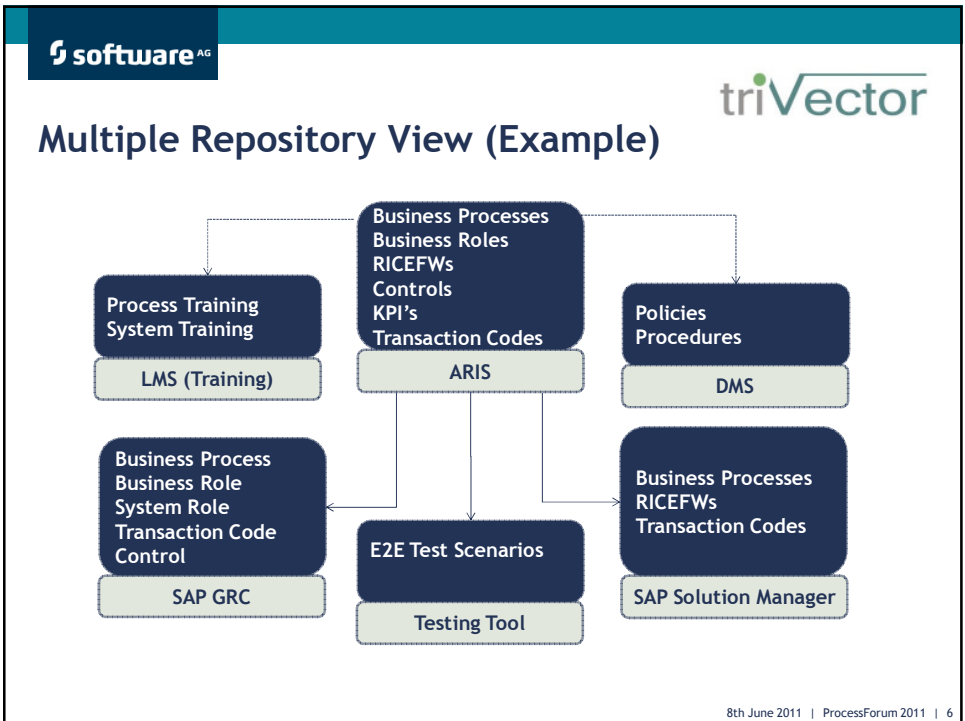 software AG
triVector
Multiple Repository View (Example)
Business Processes
Business Roles
RICEFWs
Controls
KPI's
Transaction Codes
ARIS
Process Training
System Training
LMS (Training)
Policies
Procedures
DMS
Business Process
Business Role
System Role
Transaction Code
Control
SAP GRC
E2E Test Scenarios
Testing Tool
Business Processes
RICEFWs
Transaction Codes
SAP Solution Manager
8th June 2011 | ProcessForum 2011 | 6